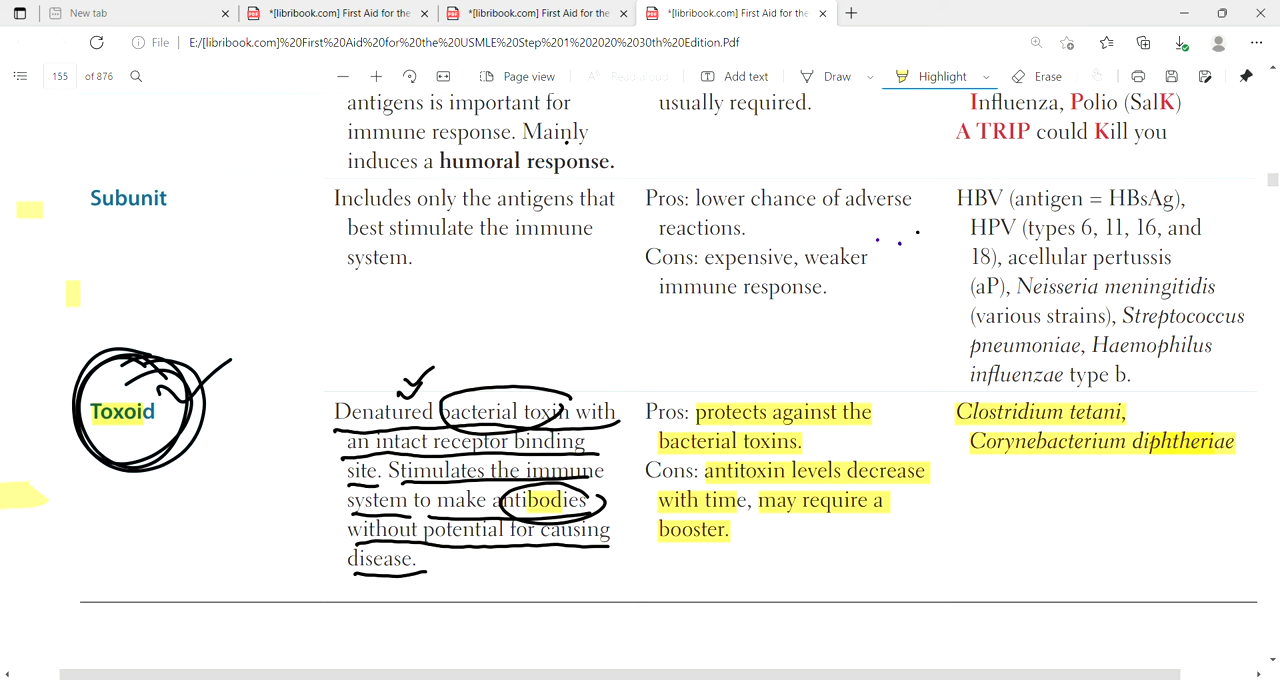 New tab
*[libribook.com] First Aid for the
*[libribook.com] First Aid for the
*[libribook.com] First Aid for the
File
E:/[libribook.com]%20First%20Aid%20for%20the%20USMLE%20Step%201%202020%2030th%20Edition.Pdf
155
of 876
Page view
Read aloud
Add text
Draw
Highlight
Erase
antigens is important for
immune response. Mainly
induces a humoral response.
usually required.
Influenza, Polio (SalK)
A TRIP could Kill you
Subunit
Includes only the antigens that
best stimulate the immune
system.
Pros: lower chance of adverse
reactions.
Cons: expensive, weaker
immune response.
HBV (antigen = HBsAg),
HPV (types 6, 11, 16, and
18), acellular pertussis
(aP), Neisseria meningitidis
(various strains), Streptococcus
pneumoniae, Haemophilus
influenzae type b.
Toxoid
Denatured bacterial toxin with
an intact receptor binding
site. Stimulates the immune
system to make antibodies
without potential for causing
disease.
Pros: protects against the
bacterial toxins.
Cons: antitoxin levels decrease
with time, may require a
booster.
Clostridium tetani,
Corynebacterium diphtheriae